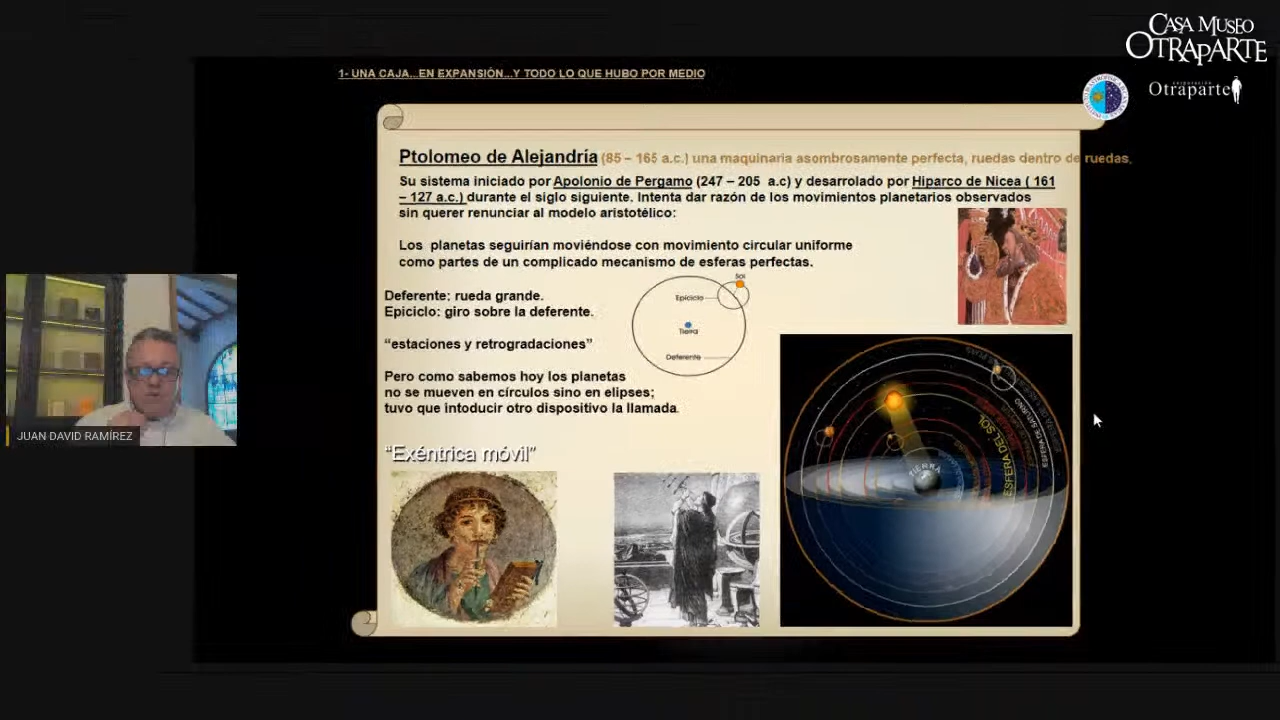 CASA MUSEO
OTRAPARTE
corporación
Otraparte
1- UNA CAJA...EN EXPANSIÓN...Y TODO LO QUE HUBO POR MEDIO
Ptolomeo de Alejandría (85 – 165 a.c.) una maquinaria asombrosamente perfecta, ruedas dentro de ruedas.
Su sistema iniciado por Apolonio de Pergamo (247 – 205 a.c) y desarrolado por Hiparco de Nicea ( 161
– 127 a.c.) durante el siglo siguiente. Intenta dar razón de los movimientos planetarios observados
sin querer renunciar al modelo aristotélico:
Los planetas seguirían moviéndose con movimiento circular uniforme
como partes de un complicado mecanismo de esferas perfectas.
Deferente: rueda grande.
Epiciclo: giro sobre la deferente.
Sol
Epiciclo
Tierra
Deferente
“estaciones y retrogradaciones”
Pero como sabemos hoy los planetas
no se mueven en círculos sino en elipses;
tuvo que intoducir otro dispositivo la llamada.
“Exéntrica móvil”
TIERRA
ESFERA DEL SOL
ESFERA DE SATURNO
JUAN DAVID RAMÍREZ